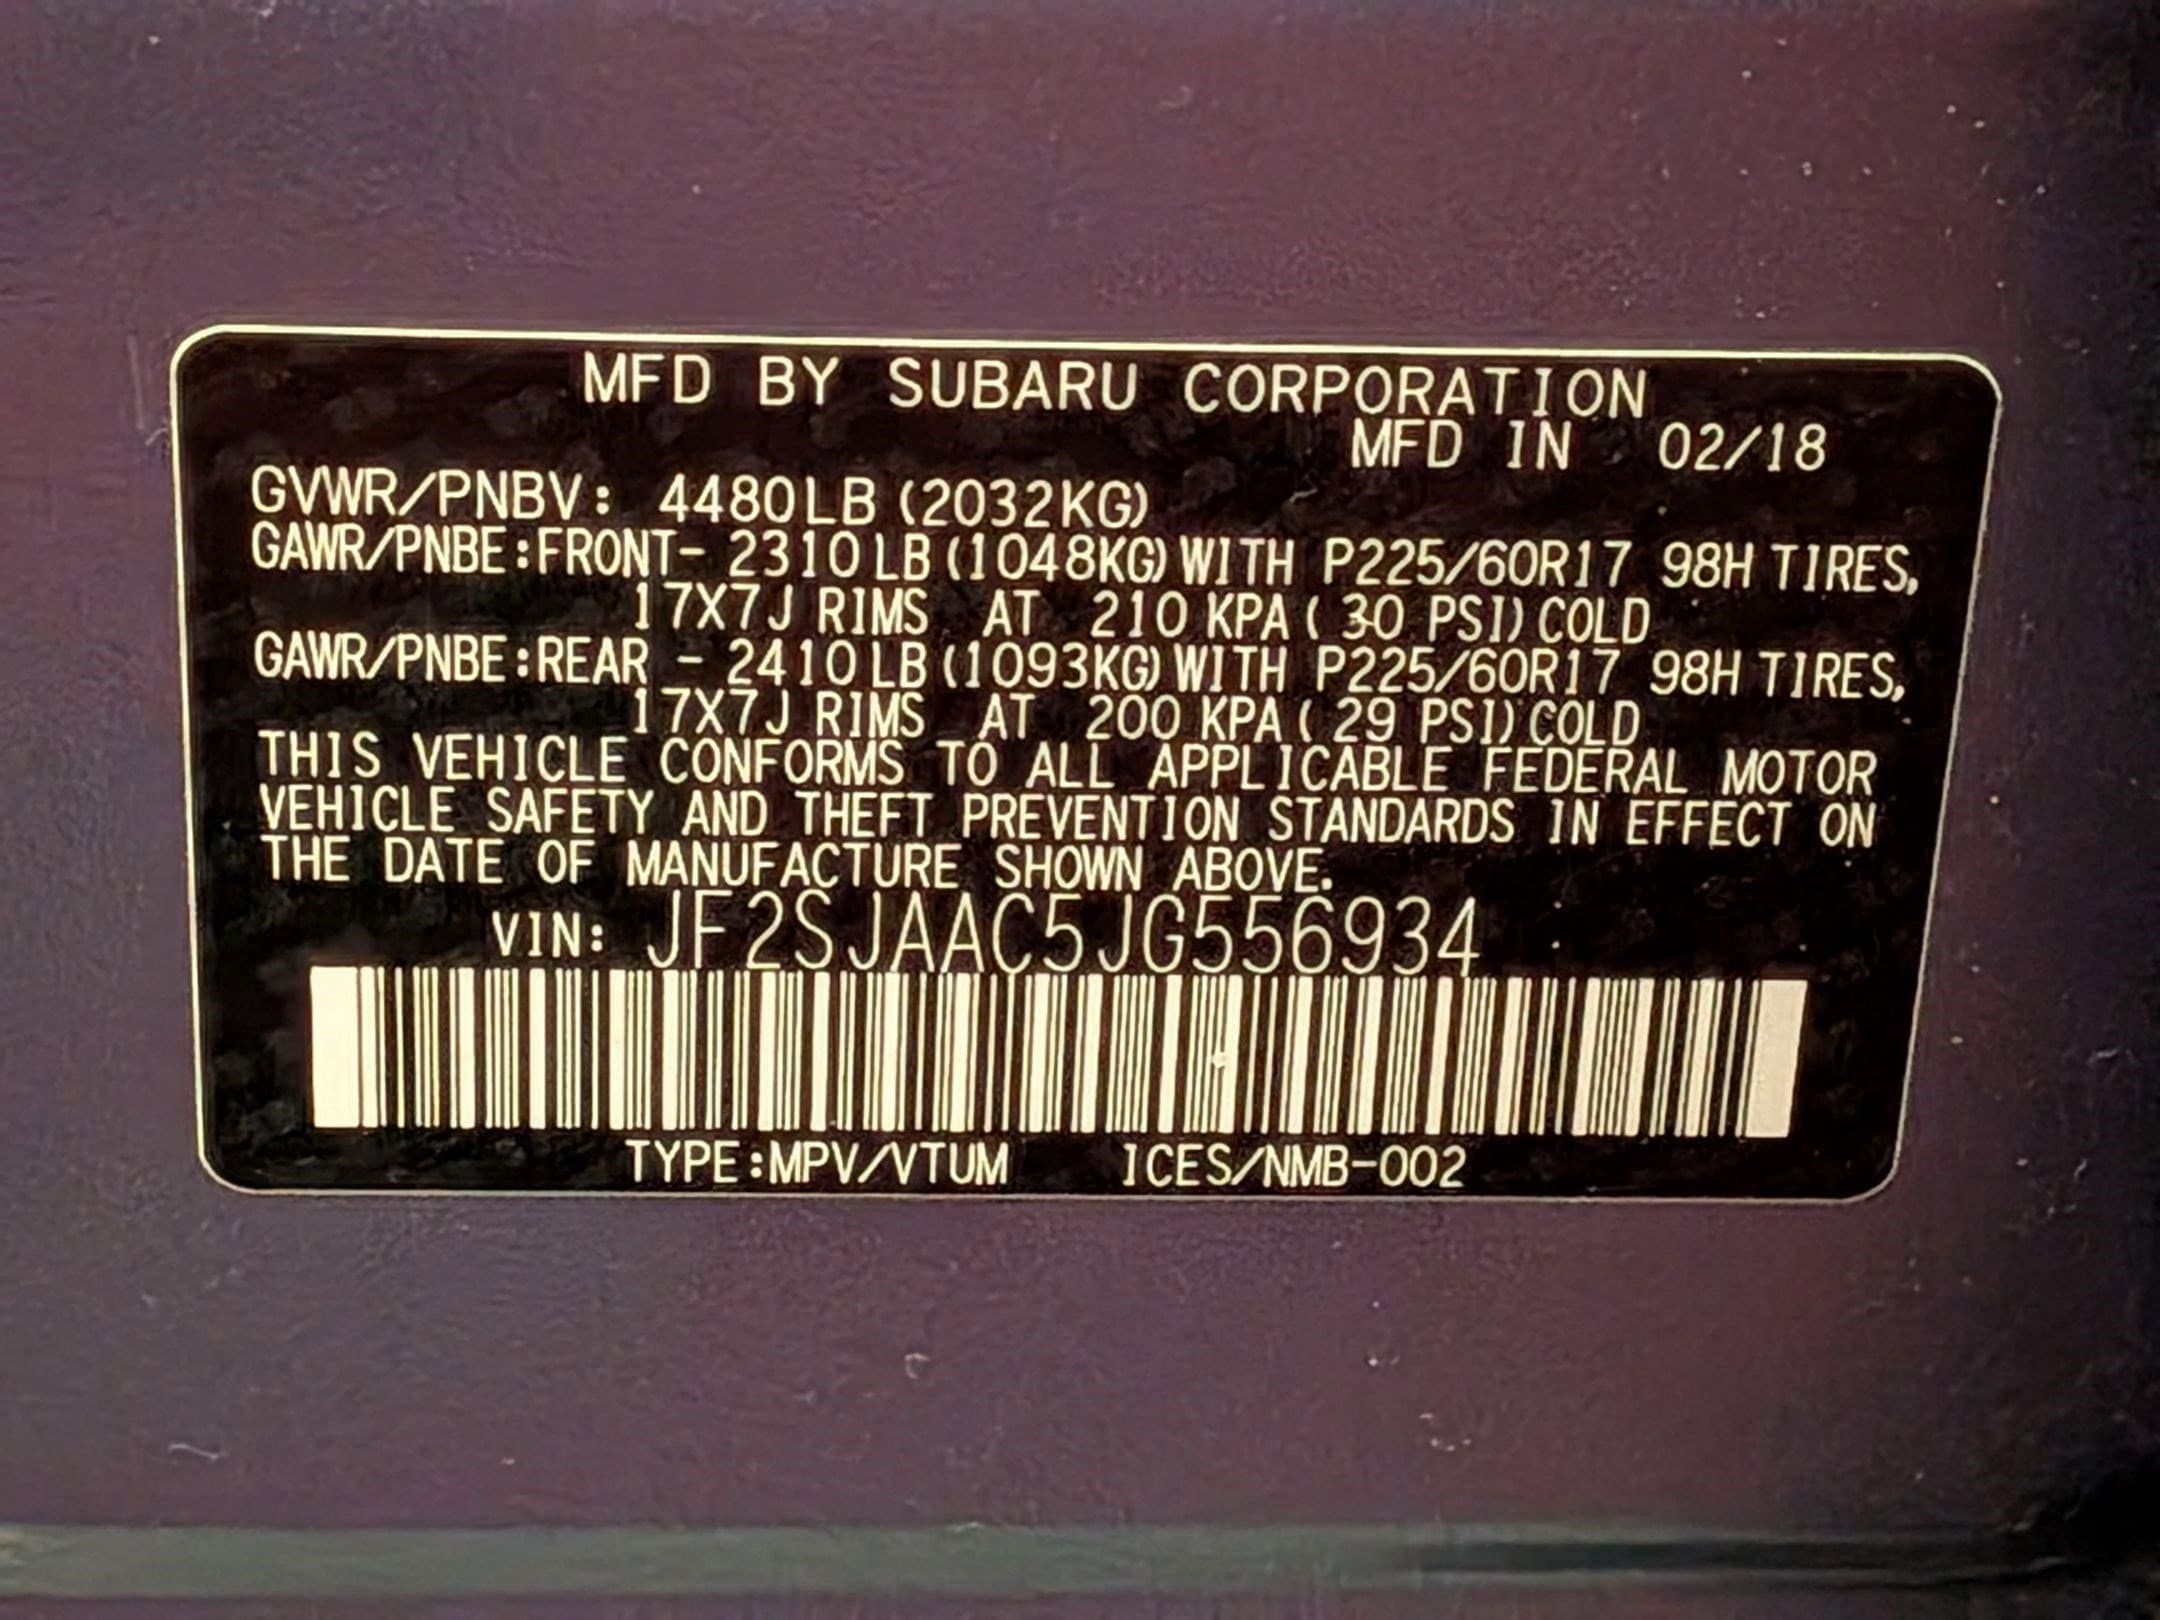 MFD BY SUBARU CORPORATION
MFD IN 02/18
GVWR/PNBV: 4480LB (2032KG)
GAWR/PNBE:FRONT- 2310LB (1048KG) WITH P225/60R17 98H TIRES,
17X7J RIMS AT 210 KPA ( 30 PSI) COLD
GAWR/PNBE:REAR - 2410LB (1093KG) WITH P225/60R17 98H TIRES,
17X7J RIMS AT 200 KPA ( 29 PSI) COLD
THIS VEHICLE CONFORMS TO ALL APPLICABLE FEDERAL MOTOR
VEHICLE SAFETY AND THEFT PREVENTION STANDARDS IN EFFECT ON
THE DATE OF MANUFACTURE SHOWN ABOVE.
VIN: JF2SJAAC5JG556934
TYPE:MPV/VTUM ICES/NMB-002